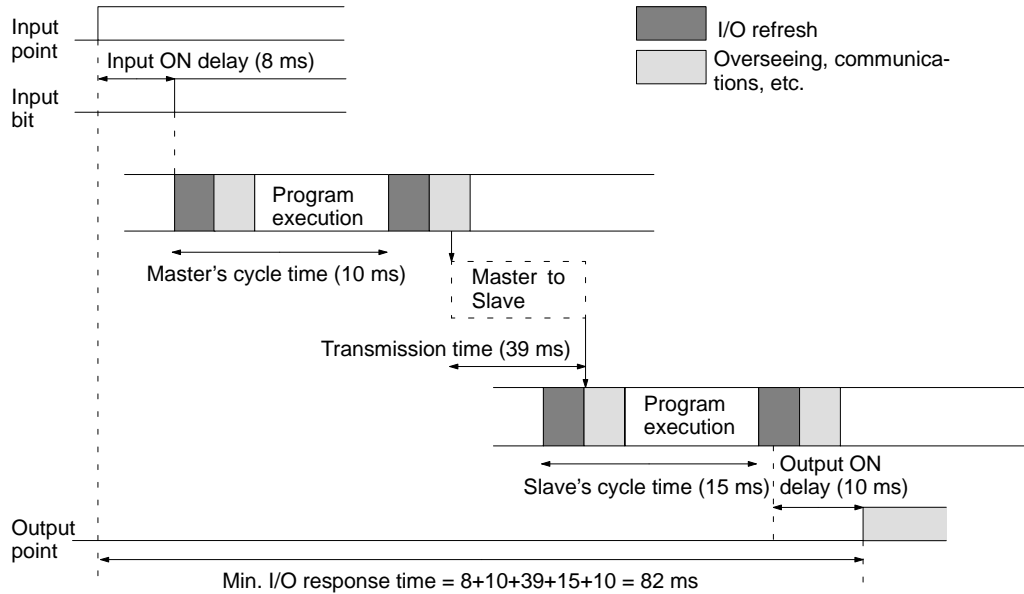 Input
point
I/O refresh
Overseeing, communica-
tions, etc.
Input ON delay (8 ms)
Input
bit
Program
execution
Master's cycle time (10 ms)
Master to
Slave
Transmission time (39 ms)
Program
execution
Slave's cycle time (15 ms)
Output ON
delay (10 ms)
Output
point
Min. I/O response time = 8+10+39+15+10 = 82 ms